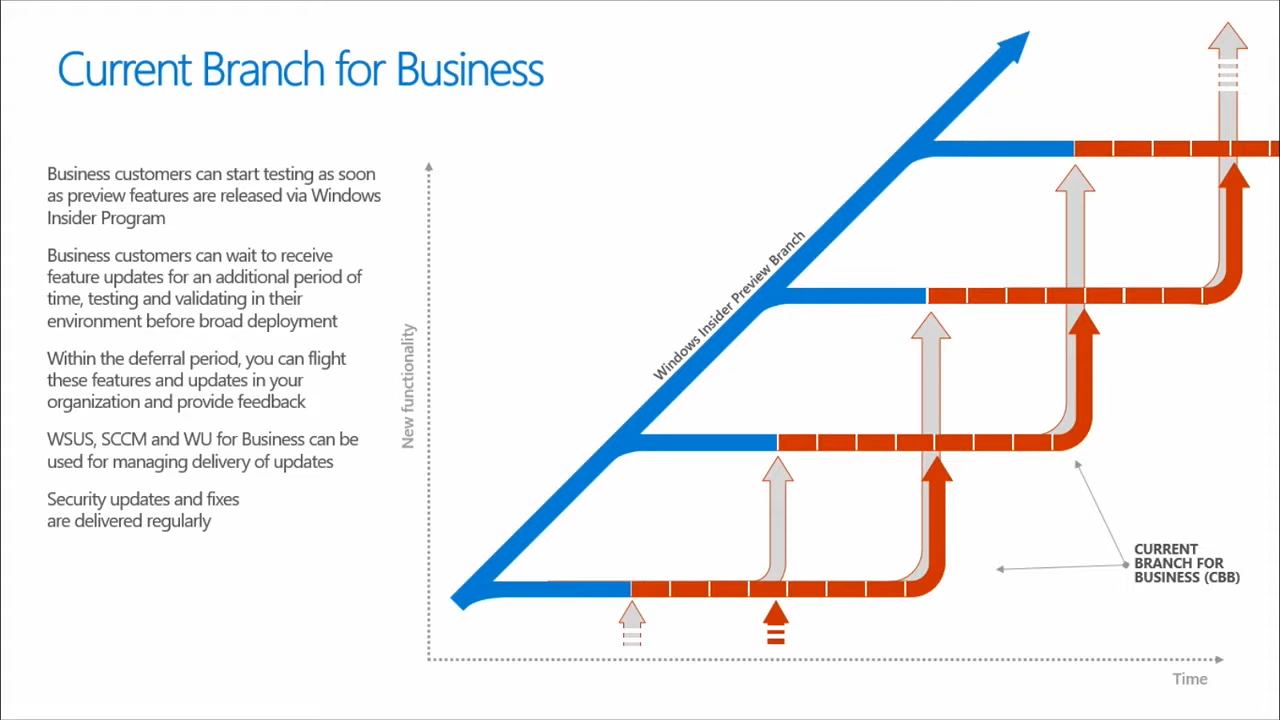 Current Branch for Business
Business customers can start testing as soon
as preview features are released via Windows
Insider Program
Business customers can wait to receive
feature updates for an additional period of
time, testing and validating in their
environment before broad deployment
Within the deferral period, you can flight
these features and updates in your
organization and provide feedback
WSUS, SCCM and WU for Business can be
used for managing delivery of updates
Security updates and fixes
are delivered regularly
New functionality
Windows Insider Preview Branch
CURRENT
BRANCH FOR
BUSINESS (CBB)
Time